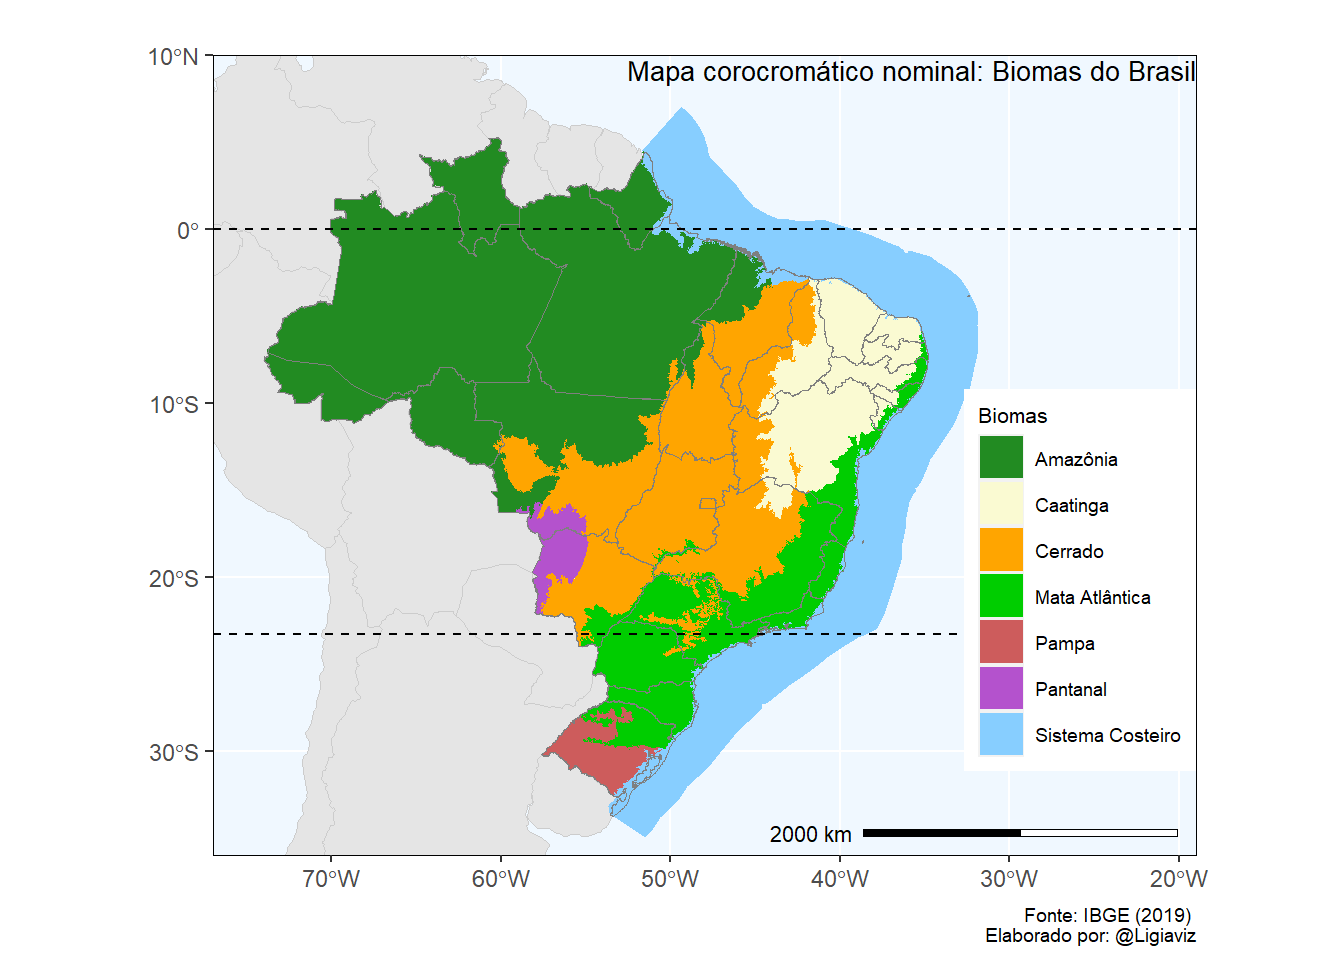 Mapa corocromático nominal: Biomas do Brasil
10°N
0°
10°S
20°S
30°S
Biomas
Amazônia
Caatinga
Cerrado
Mata Atlântica
Pampa
Pantanal
Sistema Costeiro
2000 km
70°W 60°W 50°W 40°W 30°W 20°W
Fonte: IBGE (2019)
Elaborado por: @Ligiaviz